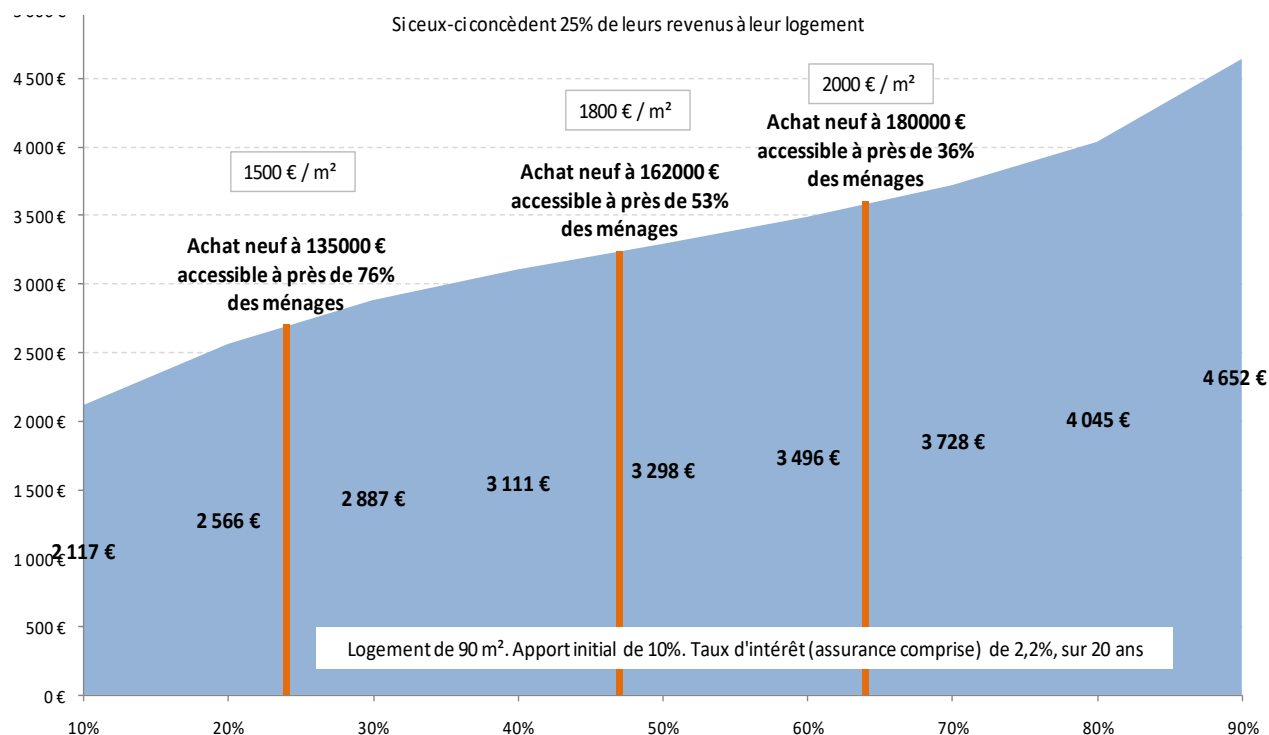 Si ceux-ci concèdent 25% de leurs revenus à leur logement
4 500 €
4 000 €
3 500 €
3 000 €
2 500 €
2 000 €
1 500 €
1 000 €
500 €
0 €
1500 € / m²
Achat neuf à 135000 €
accessible à près de 76%
des ménages
1800 € / m²
Achat neuf à 162000 €
accessible à près de 53%
des ménages
2000 € / m²
Achat neuf à 180000 €
accessible à près de 36%
des ménages
2 117 €
2 566 €
2 887 €
3 111 €
3 298 €
3 496 €
3 728 €
4 045 €
4 652 €
Logement de 90 m². Apport initial de 10%. Taux d'intérêt (assurance comprise) de 2,2%, sur 20 ans
10% 20% 30% 40% 50% 60% 70% 80% 90%